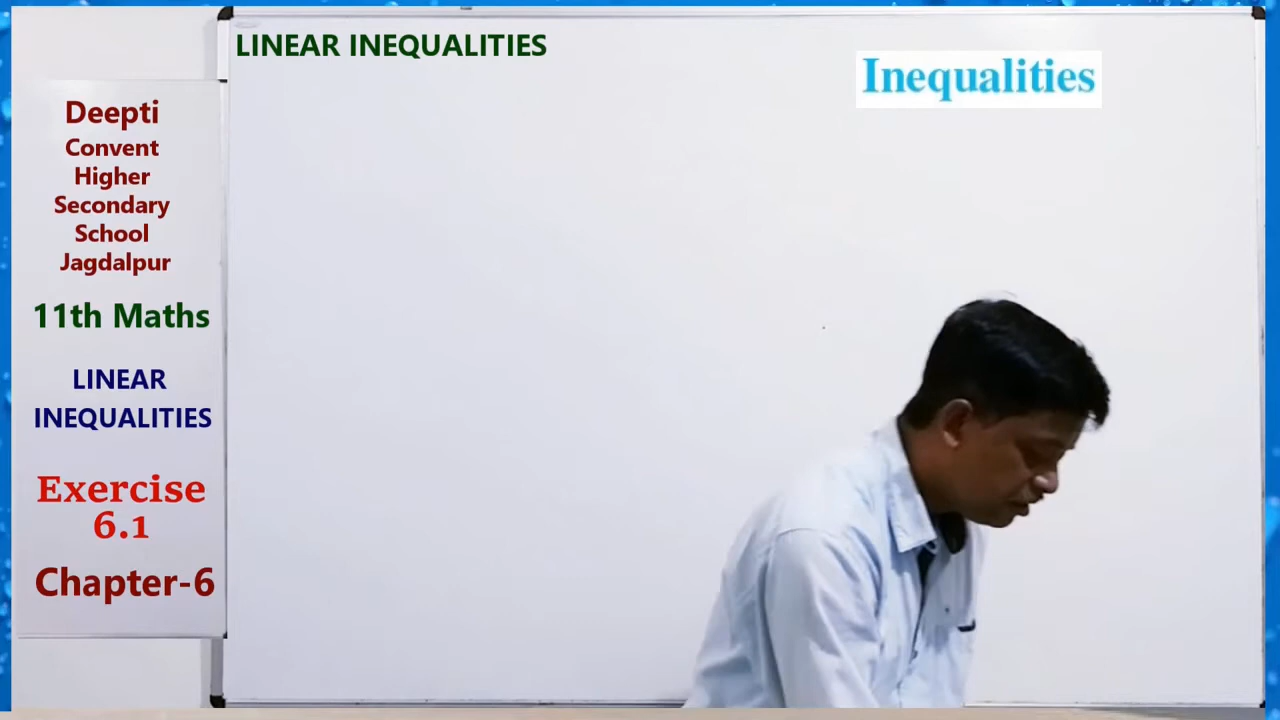 LINEAR INEQUALITIES
Inequalities
Deepti
Convent
Higher
Secondary
School
Jagdalpur
11th Maths
LINEAR
INEQUALITIES
Exercise
6.1
Chapter-6